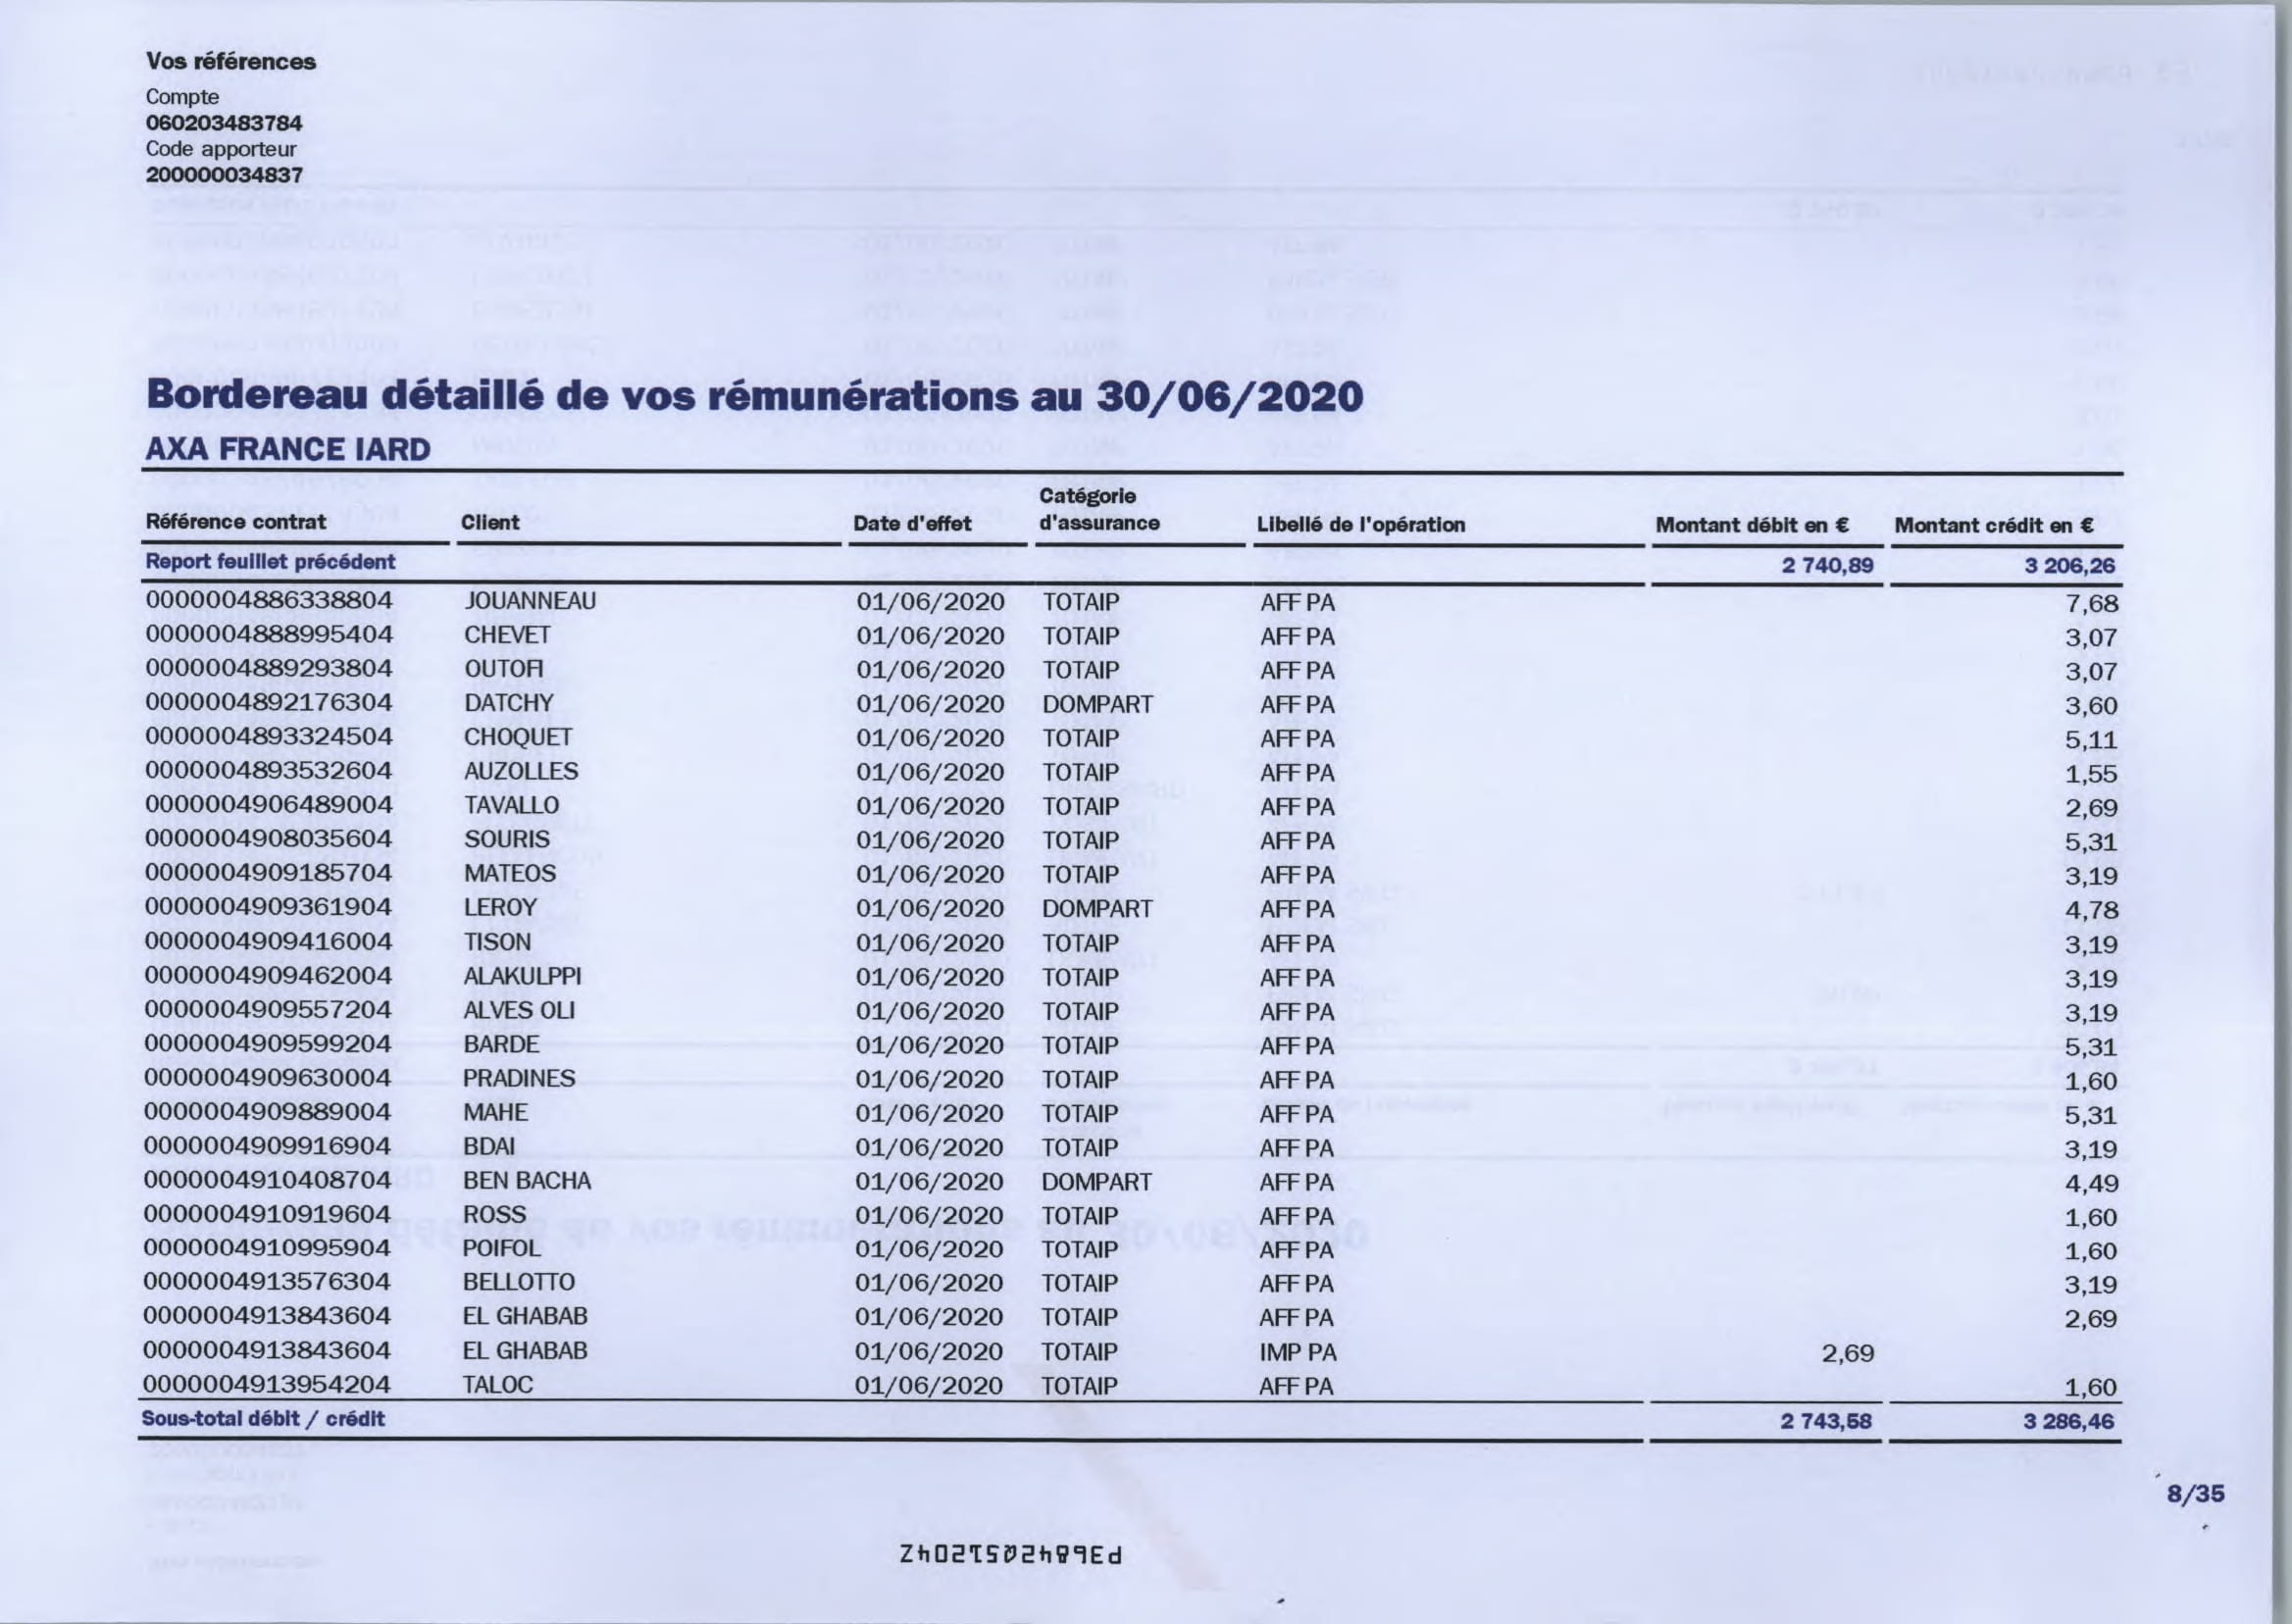 Vos références
Compte
060203483784
Code apporteur
200000034837
Bordereau détaillé de vos rémunérations au 30/06/2020
AXA FRANCE IARD
Référence contrat Client Date d'effet Catégorie d'assurance Libellé de l'opération Montant débit en € Montant crédit en €
Report feuillet précédent 2 740,89 3 206,26
0000004886338804 JOUANNEAU 01/06/2020 TOTAIP AFF PA 7,68
0000004888995404 CHEVET 01/06/2020 TOTAIP AFF PA 3,07
0000004889293804 OUTOFI 01/06/2020 TOTAIP AFF PA 3,07
0000004892176304 DATCHY 01/06/2020 DOMPART AFF PA 3,60
0000004893324504 CHOQUET 01/06/2020 TOTAIP AFF PA 5,11
0000004893532604 AUZOLLES 01/06/2020 TOTAIP AFF PA 1,55
0000004906489004 TAVALLO 01/06/2020 TOTAIP AFF PA 2,69
0000004908035604 SOURIS 01/06/2020 TOTAIP AFF PA 5,31
0000004909185704 MATEOS 01/06/2020 TOTAIP AFF PA 3,19
0000004909361904 LEROY 01/06/2020 DOMPART AFF PA 4,78
0000004909416004 TISON 01/06/2020 TOTAIP AFF PA 3,19
0000004909462004 ALAKULPPI 01/06/2020 TOTAIP AFF PA 3,19
0000004909557204 ALVES OLI 01/06/2020 TOTAIP AFF PA 3,19
0000004909599204 BARDE 01/06/2020 TOTAIP AFF PA 5,31
0000004909630004 PRADINES 01/06/2020 TOTAIP AFF PA 1,60
0000004909889004 MAHE 01/06/2020 TOTAIP AFF PA 5,31
0000004909916904 BDAI 01/06/2020 TOTAIP AFF PA 3,19
0000004910408704 BEN BACHA 01/06/2020 DOMPART AFF PA 4,49
0000004910919604 ROSS 01/06/2020 TOTAIP AFF PA 1,60
0000004910995904 POIFOL 01/06/2020 TOTAIP AFF PA 1,60
0000004913576304 BELLOTTO 01/06/2020 TOTAIP AFF PA 3,19
0000004913843604 EL GHABAB 01/06/2020 TOTAIP AFF PA 2,69
0000004913843604 EL GHABAB 01/06/2020 TOTAIP IMP PA 2,69
0000004913954204 TALOC 01/06/2020 TOTAIP AFF PA 1,60
Sous-total débit / crédit 2 743,58 3 286,46
8/35